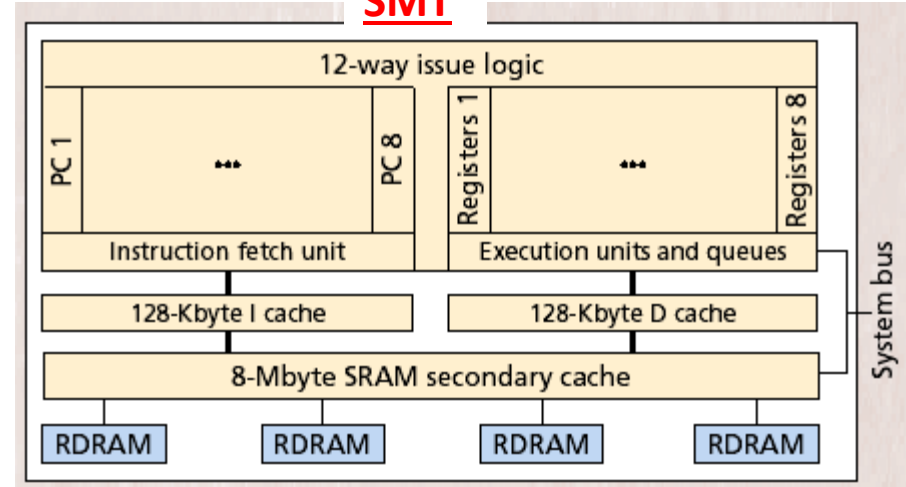 SMT
12-way issue logic
PC 1
...
PC 8
Registers 1
...
Registers 8
Instruction fetch unit
Execution units and queues
128-Kbyte I cache
128-Kbyte D cache
8-Mbyte SRAM secondary cache
System bus
RDRAM
RDRAM
RDRAM
RDRAM